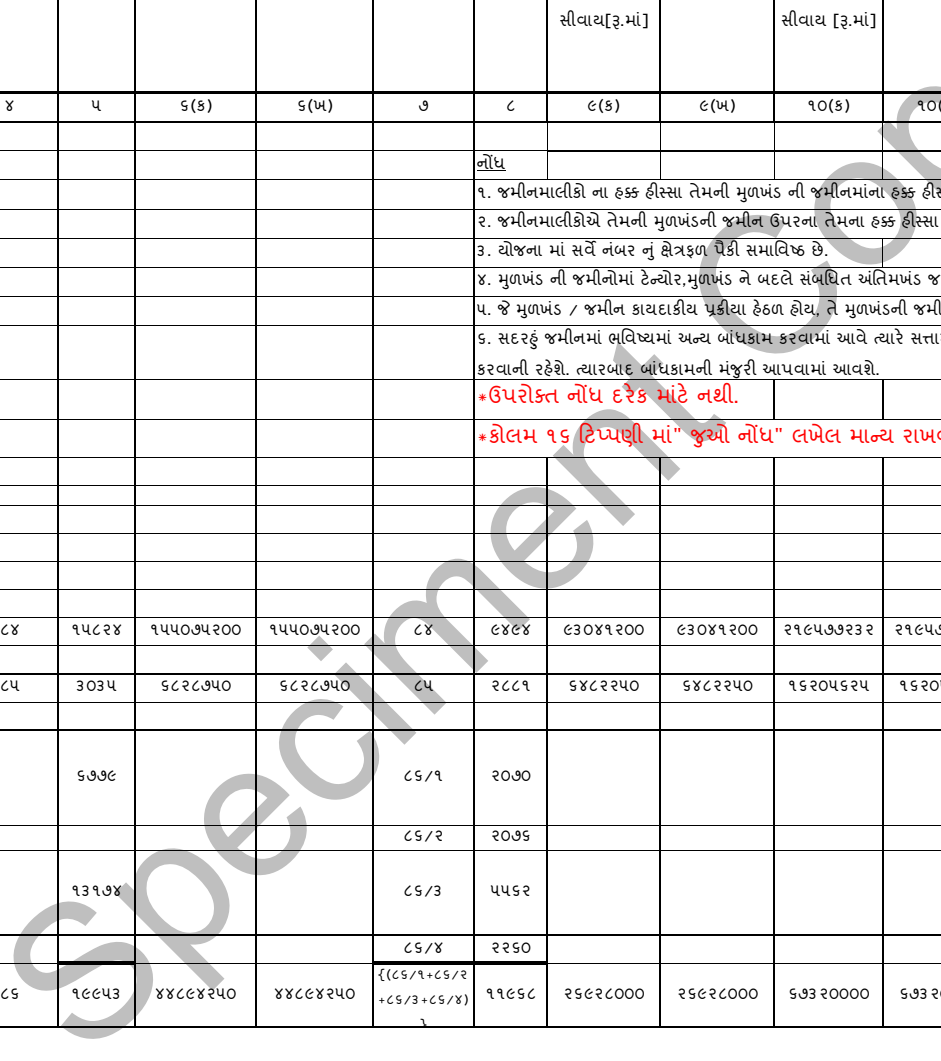 સીવાય[રૂ.માં] સીવાય [રૂ.માં]
૪ ૫ ૬(ક) ૬(ખ) ૭ ૮ ૯(ક) ૯(ખ) ૧૦(ક) ૧૦(
નોંધ
૧. જમીનમાલીકો ના હક્ક હીસ્સા તેમની મુળખંડ ની જમીનમાંના હક્ક હીસ
૨. જમીનમાલીકોએ તેમની મુળખંડની જમીન ઉપરના તેમના હક્ક હીસ્સા
૩. યોજના માં સર્વે નંબર નું ક્ષેત્રફળ પૈકી સમાવિષ્ઠ છે.
૪. મુળખંડ ની જમીનોમાં ટેન્યોર,મુળખંડ ને બદલે સંબધિત અંતિમખંડ જ
૫. જે મુળખંડ / જમીન કાયદાકીય પ્રકીયા હેઠળ હોય, તે મુળખંડની જમી
૬. સદરહું જમીનમાં ભવિષ્યમાં અન્ય બાંધકામ કરવામાં આવે ત્યારે સત્તા
કરવાની રહેશે. ત્યારબાદ બાંધકામની મંજુરી આપવામાં આવશે.
*ઉપરોક્ત નોંધ દરેક માંટે નથી.
*કોલમ ૧૬ ટિપ્પણી માં" જુઓ નોંધ" લખેલ માન્ય રાખવ
૮૪ ૧૫૮૨૪ ૧૫૫૦૭૫૨૦૦ ૧૫૫૦૭૫૨૦૦ ૮૪ ૯૪૯૪ ૯૩૦૪૧૨૦૦ ૯૩૦૪૧૨૦૦ ૨૧૯૫૭૭૨૩૨ ૨૧૯૫૭
૮૫ ૩૦૩૫ ૬૮૨૮૭૫૦ ૬૮૨૮૭૫૦ ૮૫ ૨૮૮૧ ૬૪૮૨૨૫૦ ૬૪૮૨૨૫૦ ૧૬૨૦૫૬૨૫ ૧૬૨૦
૬૭૭૯ ૮૬/૧ ૨૦૭૦
૮૬/૨ ૨૦૭૬
૧૩૧૭૪ ૮૬/૩ ૫૫૬૨
૮૬/૪ ૨૨૬૦
{(૮૬/૧+૮૬/૨
૮૬ ૧૯૯૫૩ ૪૪૮૯૪૨૫૦ ૪૪૮૯૪૨૫૦ +૮૬/૩+૮૬/૪) ૧૧૯૬૮ ૨૬૯૨૮૦૦૦ ૨૬૯૨૮૦૦૦ ૬૭૩૨૦૦૦૦ ૬૭૩૨
}
Speciment Cop